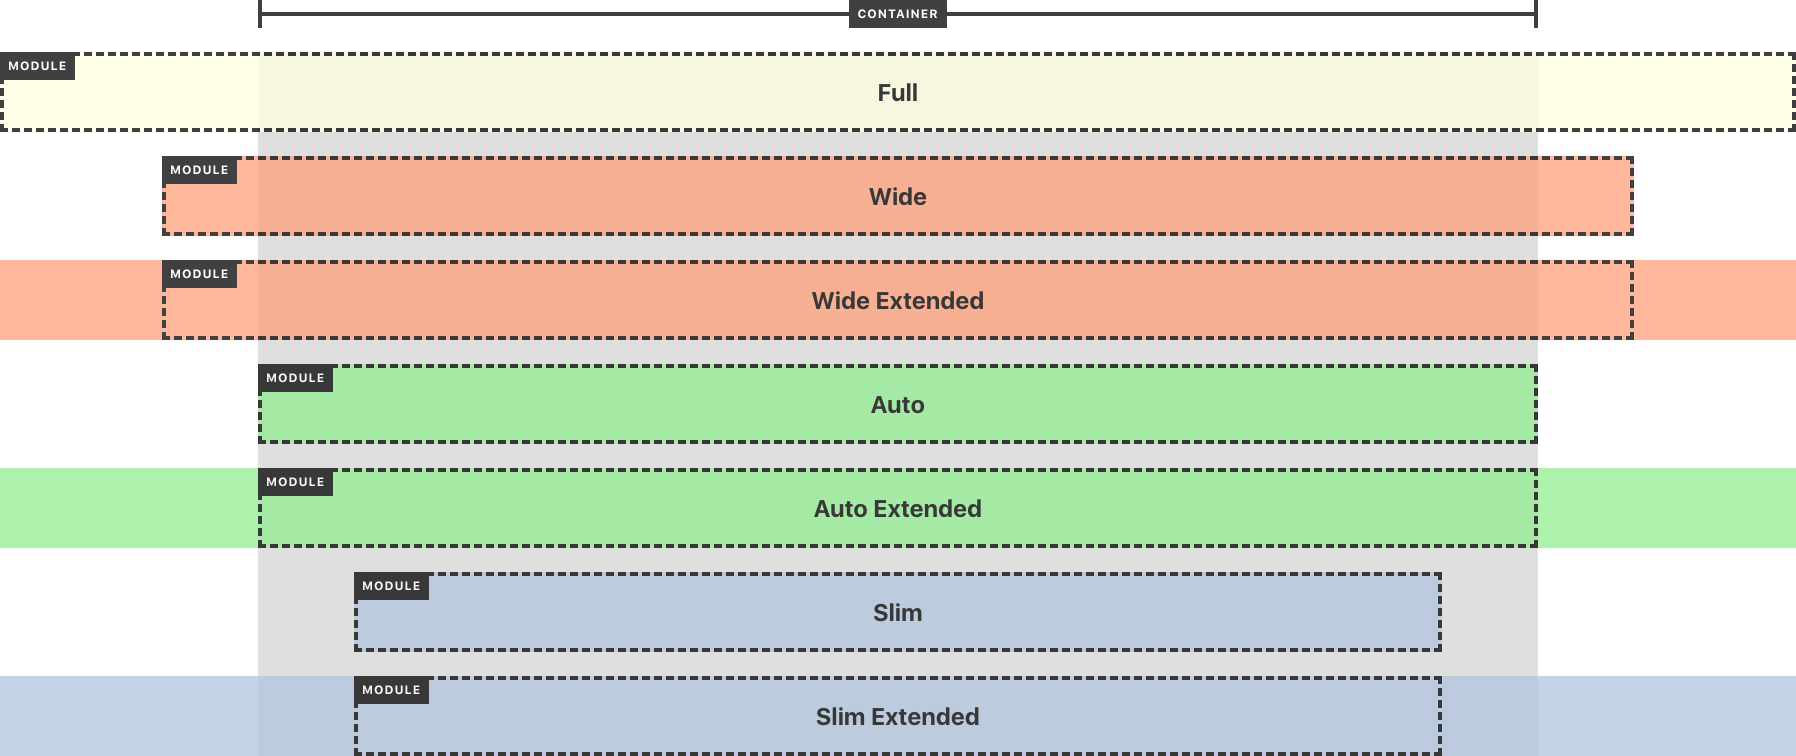 CONTAINER
MODULE
Full
MODULE
Wide
MODULE
Wide Extended
MODULE
Auto
MODULE
Auto Extended
MODULE
Slim
MODULE
Slim Extended